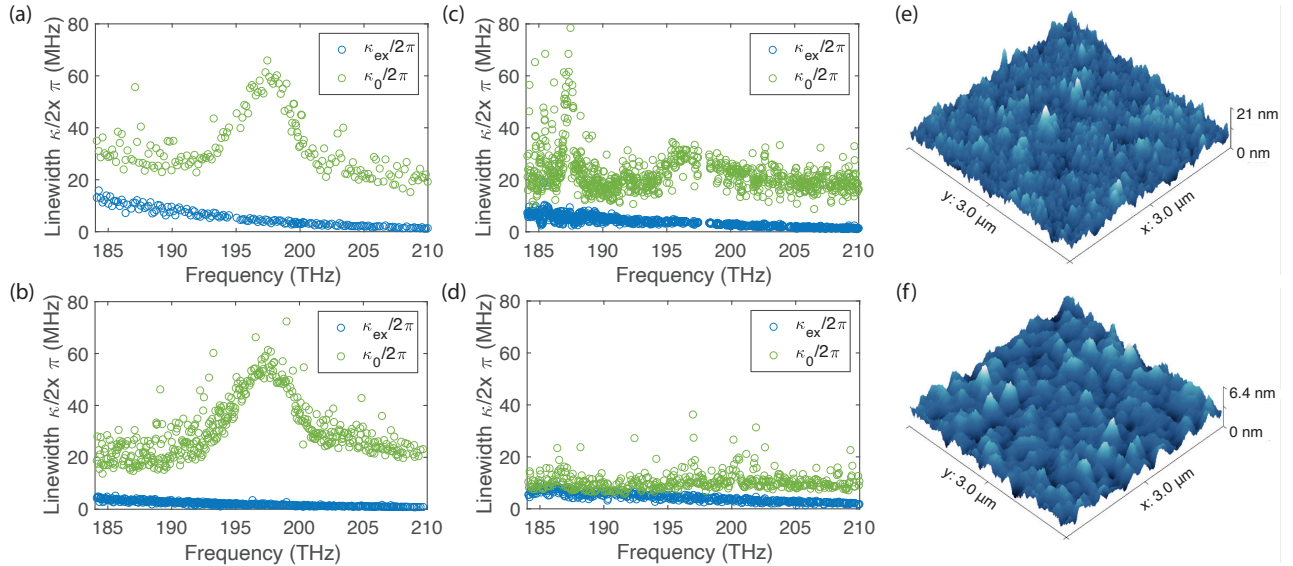 (a)
Linewidth κ/2x π (MHz)
80
60
40
20
0
κex/2π
κ0/2π
185
190
195
200
205
210
Frequency (THz)
(c)
Linewidth κ/2x π (MHz)
80
60
40
20
0
κex/2π
κ0/2π
185
190
195
200
205
210
Frequency (THz)
(e)
21 nm
0 nm
y: 3.0 μm
x: 3.0 μm
(b)
Linewidth κ/2x π (MHz)
80
60
40
20
0
κex/2π
κ0/2π
185
190
195
200
205
210
Frequency (THz)
(d)
Linewidth κ/2x π (MHz)
80
60
40
20
0
κex/2π
κ0/2π
185
190
195
200
205
210
Frequency (THz)
(f)
6.4 nm
0 nm
y: 3.0 μm
x: 3.0 μm